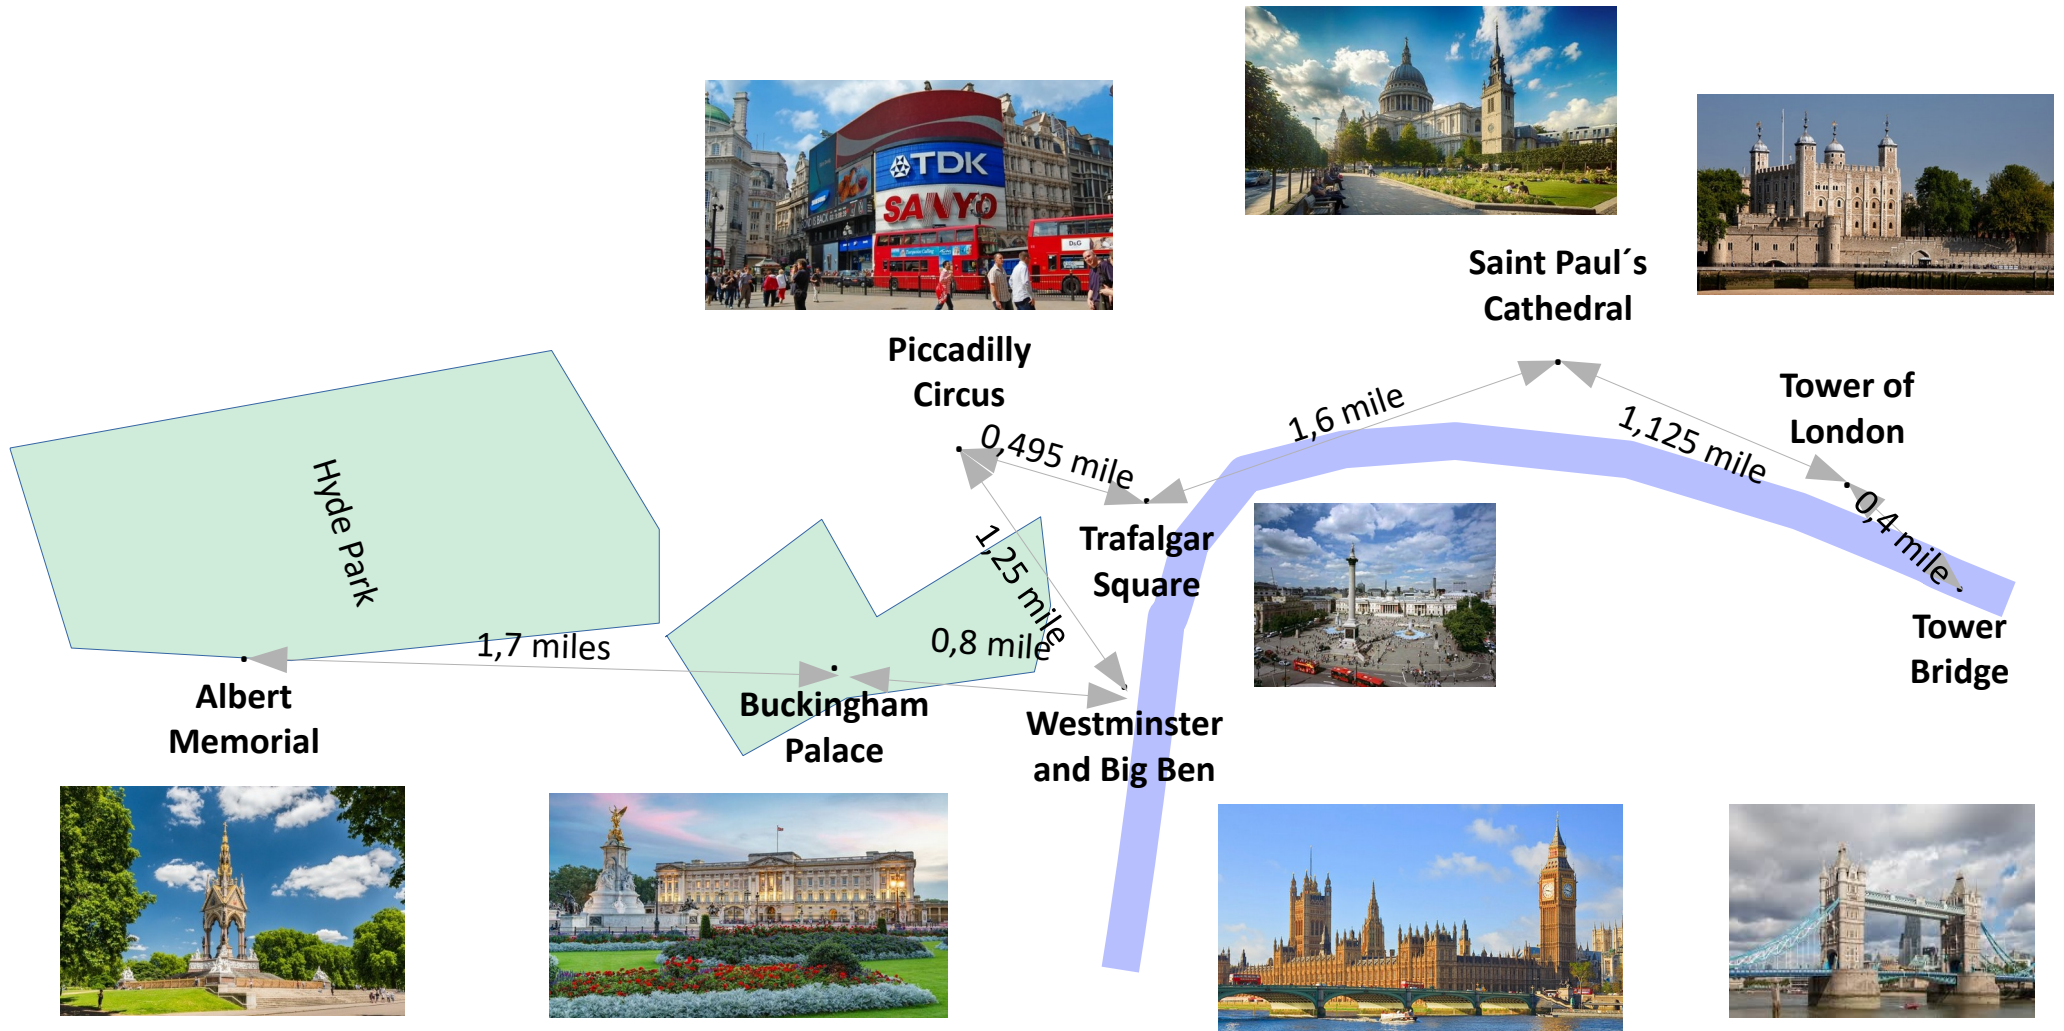 TDK
SANYO
D&G
Saint Paul´s
Cathedral
Piccadilly
Circus
Tower of
London
1,6 mile
1,125 mile
0,495 mile
Hyde Park
0,4 mile
Trafalgar
Square
1,25 mile
0,8 mile
1,7 miles
Tower
Bridge
Albert
Memorial
Buckingham
Palace
Westminster
and Big Ben